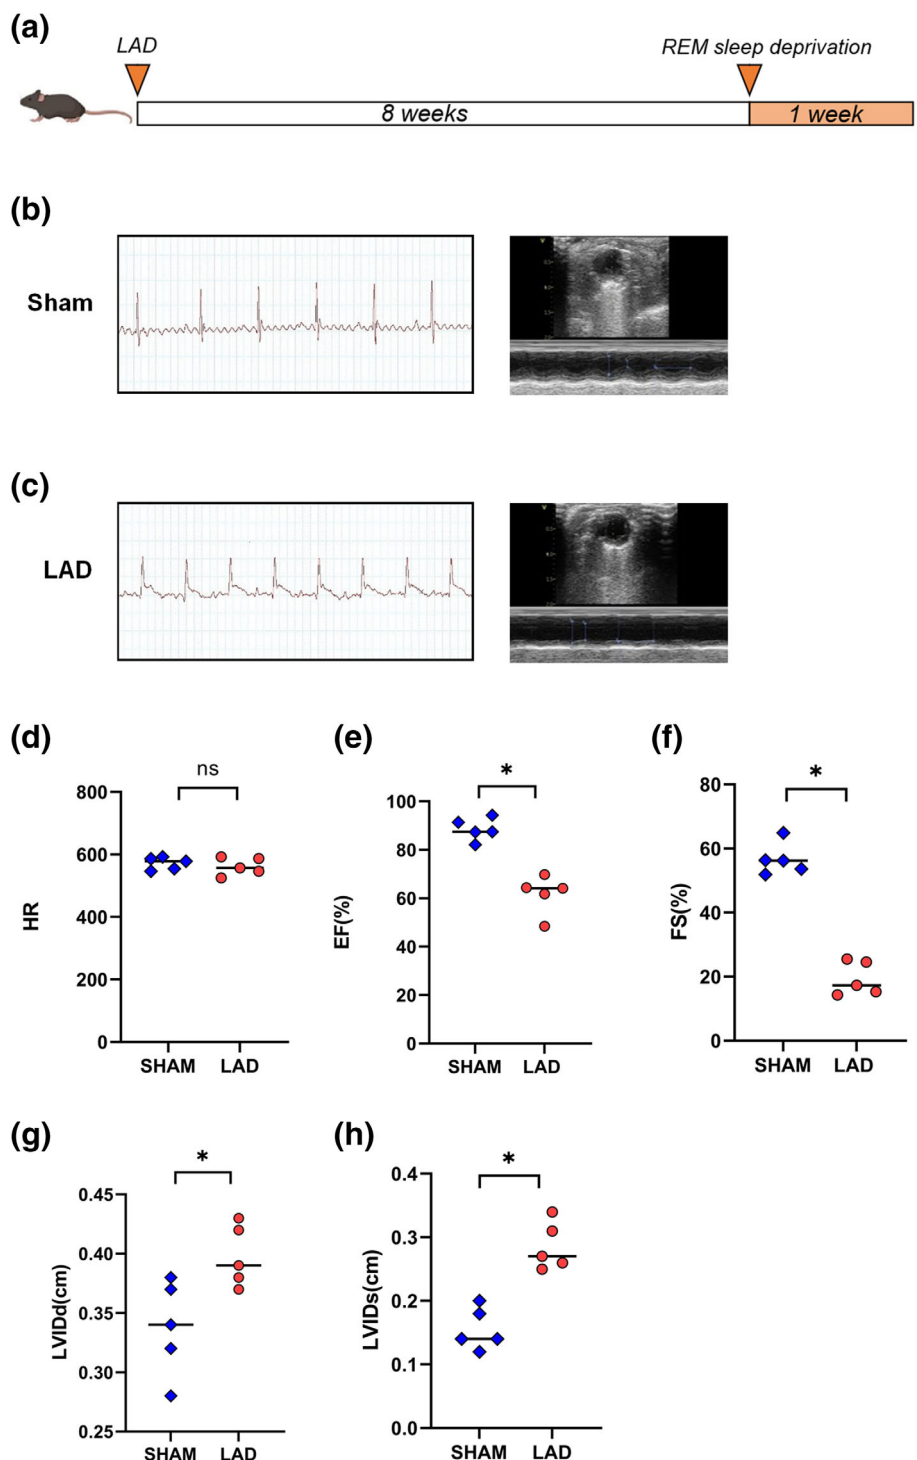 (a)
LAD
REM sleep deprivation
8 weeks
1 week
(b)
Sham
(c)
LAD
(d)
ns
800
600
400
200
0
HR
SHAM
LAD
(e)
*
100
80
60
40
20
0
EF(%)
SHAM
LAD
(f)
*
80
60
40
20
0
FS(%)
SHAM
LAD
(g)
*
0.45
0.40
0.35
0.30
0.25
LVIDd(cm)
SHAM
LAD
(h)
*
0.4
0.3
0.2
0.1
0.0
LVIDs(cm)
SHAM
LAD